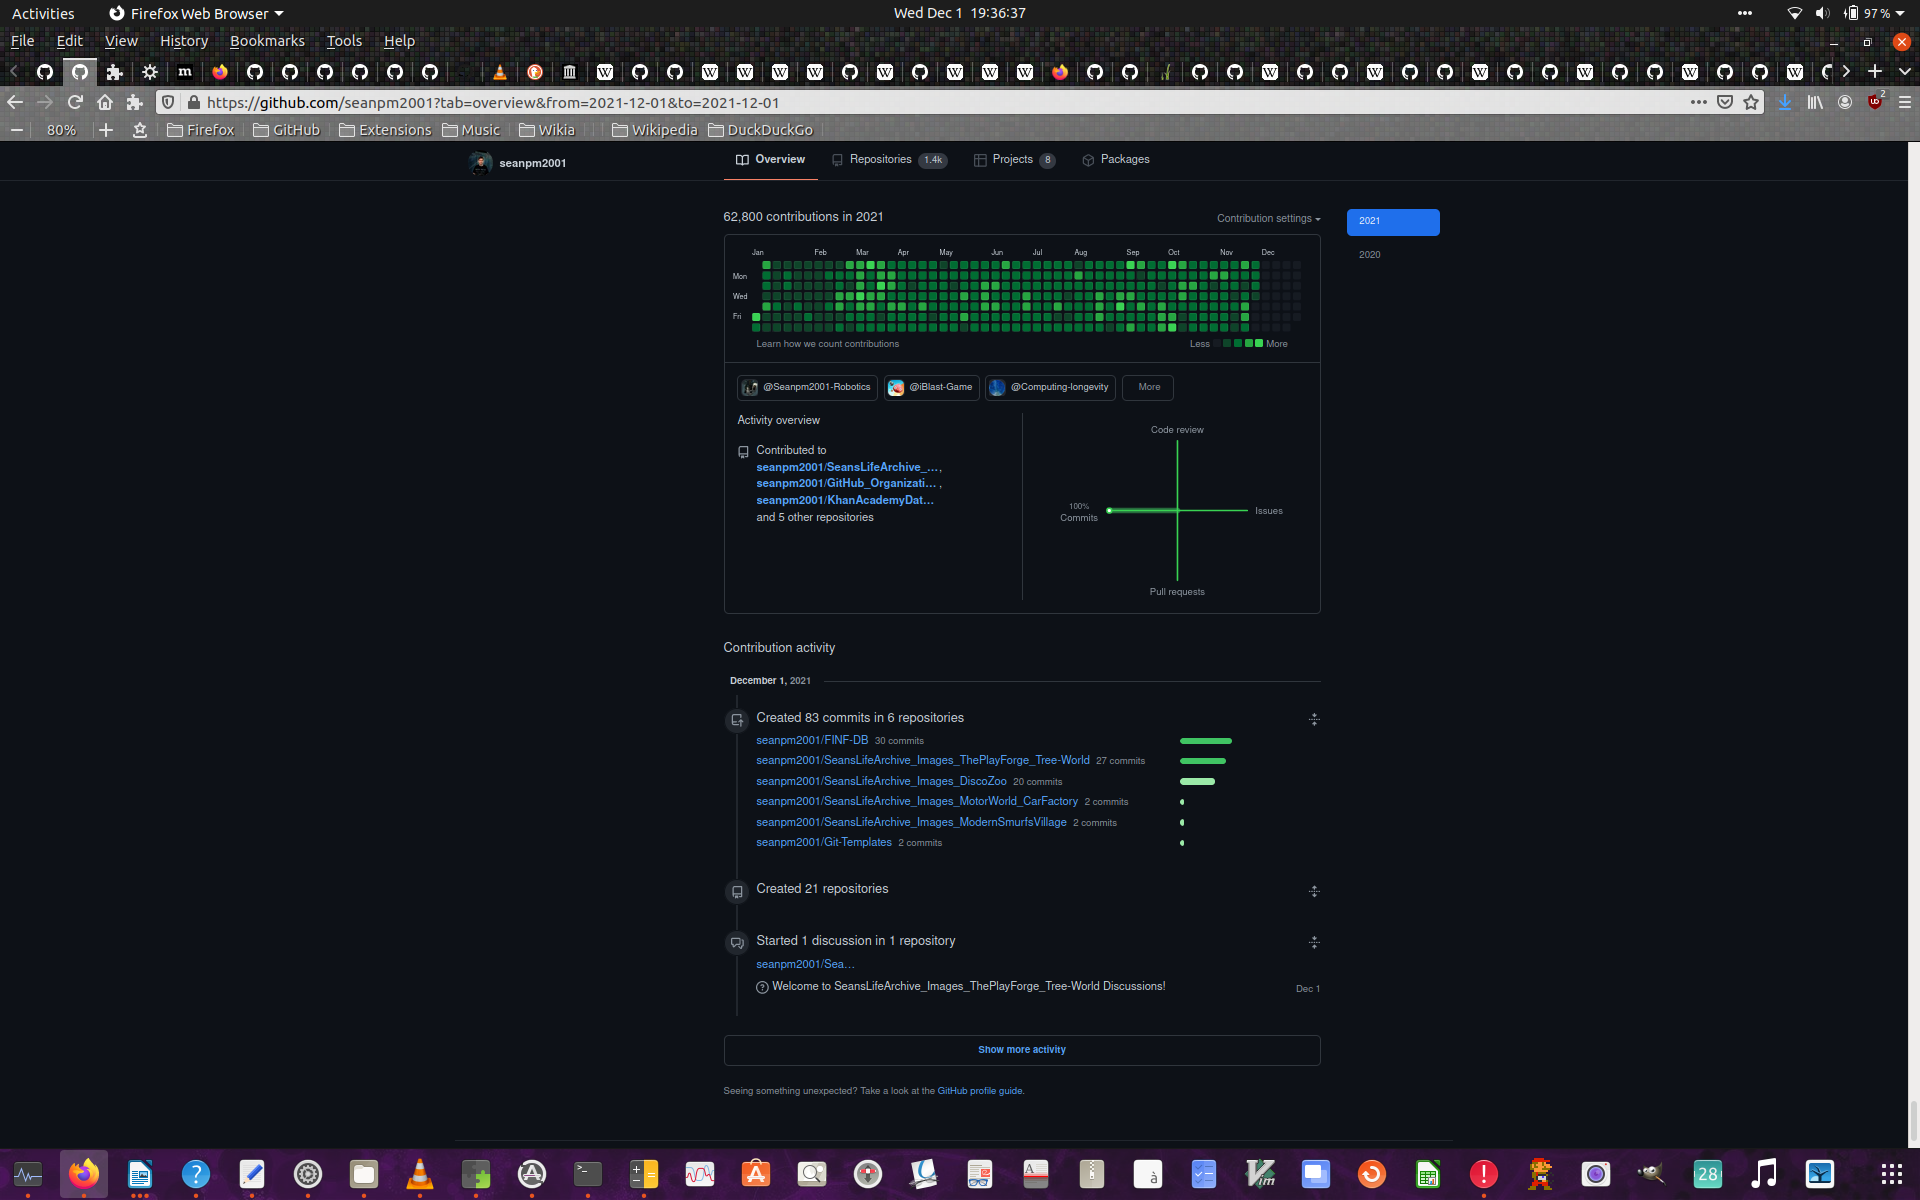 Activities Firefox Web Browser Wed Dec 1 19:36:37 97 %
File Edit View History Bookmarks Tools Help
https://github.com/seanpm2001?tab=overview&from=2021-12-01&to=2021-12-01 2
80% Firefox GitHub Extensions Music Wikia Wikipedia DuckDuckGo
seanpm2001 Overview Repositories 1.4k Projects 8 Packages
62,800 contributions in 2021 Contribution settings 2021
2020
Jan Feb Mar Apr May Jun Jul Aug Sep Oct Nov Dec
Mon
Wed
Fri
Learn how we count contributions Less More
@Seanpm2001-Robotics @iBlast-Game @Computing-longevity More
Activity overview
Code review
Contributed to
seanpm2001/SeansLifeArchive_… ,
seanpm2001/GitHub_Organizati… ,
seanpm2001/KhanAcademyDat…
and 5 other repositories
100%
Commits
Issues
Pull requests
Contribution activity
December 1, 2021
Created 83 commits in 6 repositories
seanpm2001/FINF-DB 30 commits
seanpm2001/SeansLifeArchive_Images_ThePlayForge_Tree-World 27 commits
seanpm2001/SeansLifeArchive_Images_DiscoZoo 20 commits
seanpm2001/SeansLifeArchive_Images_MotorWorld_CarFactory 2 commits
seanpm2001/SeansLifeArchive_Images_ModernSmurfsVillage 2 commits
seanpm2001/Git-Templates 2 commits
Created 21 repositories
Started 1 discussion in 1 repository
seanpm2001/Sea…
Welcome to SeansLifeArchive_Images_ThePlayForge_Tree-World Discussions! Dec 1
Show more activity
Seeing something unexpected? Take a look at the GitHub profile guide.
28